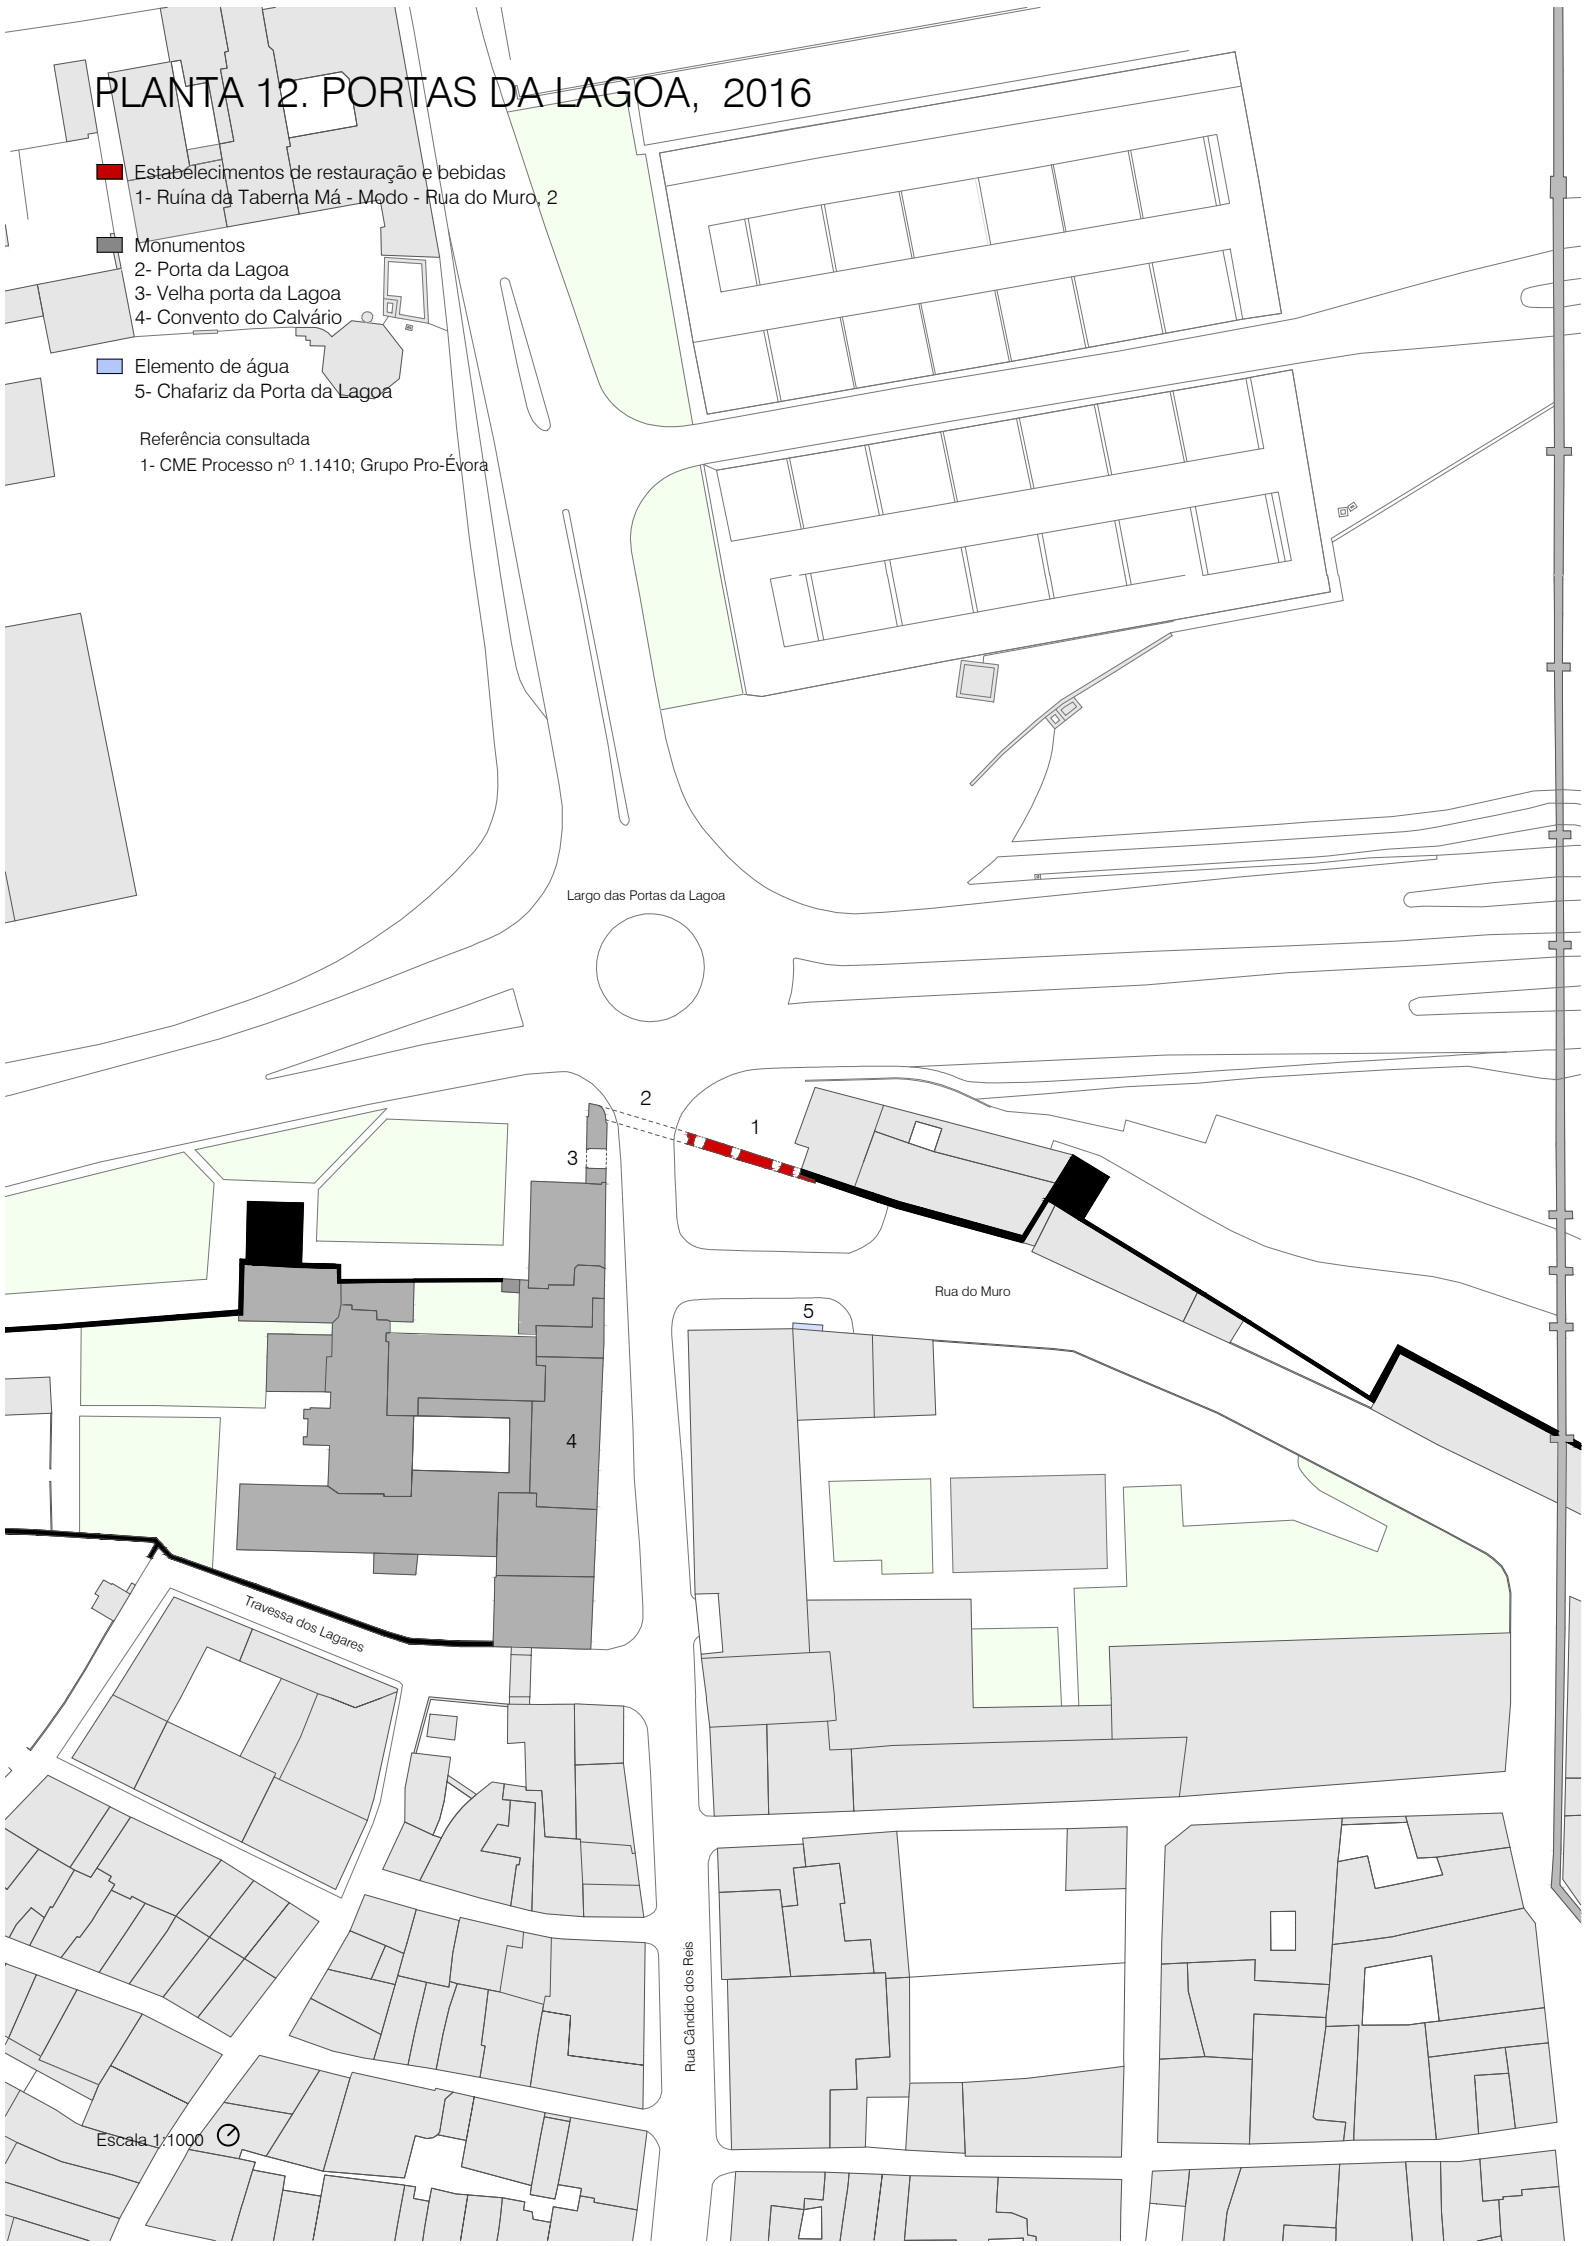 PLANTA 12. PORTAS DA LAGOA, 2016
Estabelecimentos de restauração e bebidas
1- Ruína da Taberna Má - Modo - Rua do Muro, 2
Monumentos
2- Porta da Lagoa
3- Velha porta da Lagoa
4- Convento do Calvário
Elemento de água
5- Chafariz da Porta da Lagoa
Referência consultada
1- CME Processo nº 1.1410; Grupo Pro-Évora
Largo das Portas da Lagoa
2
1
3
Rua do Muro
5
4
Travessa dos Lagares
Rua Cândido dos Reis
Escala 1:1000